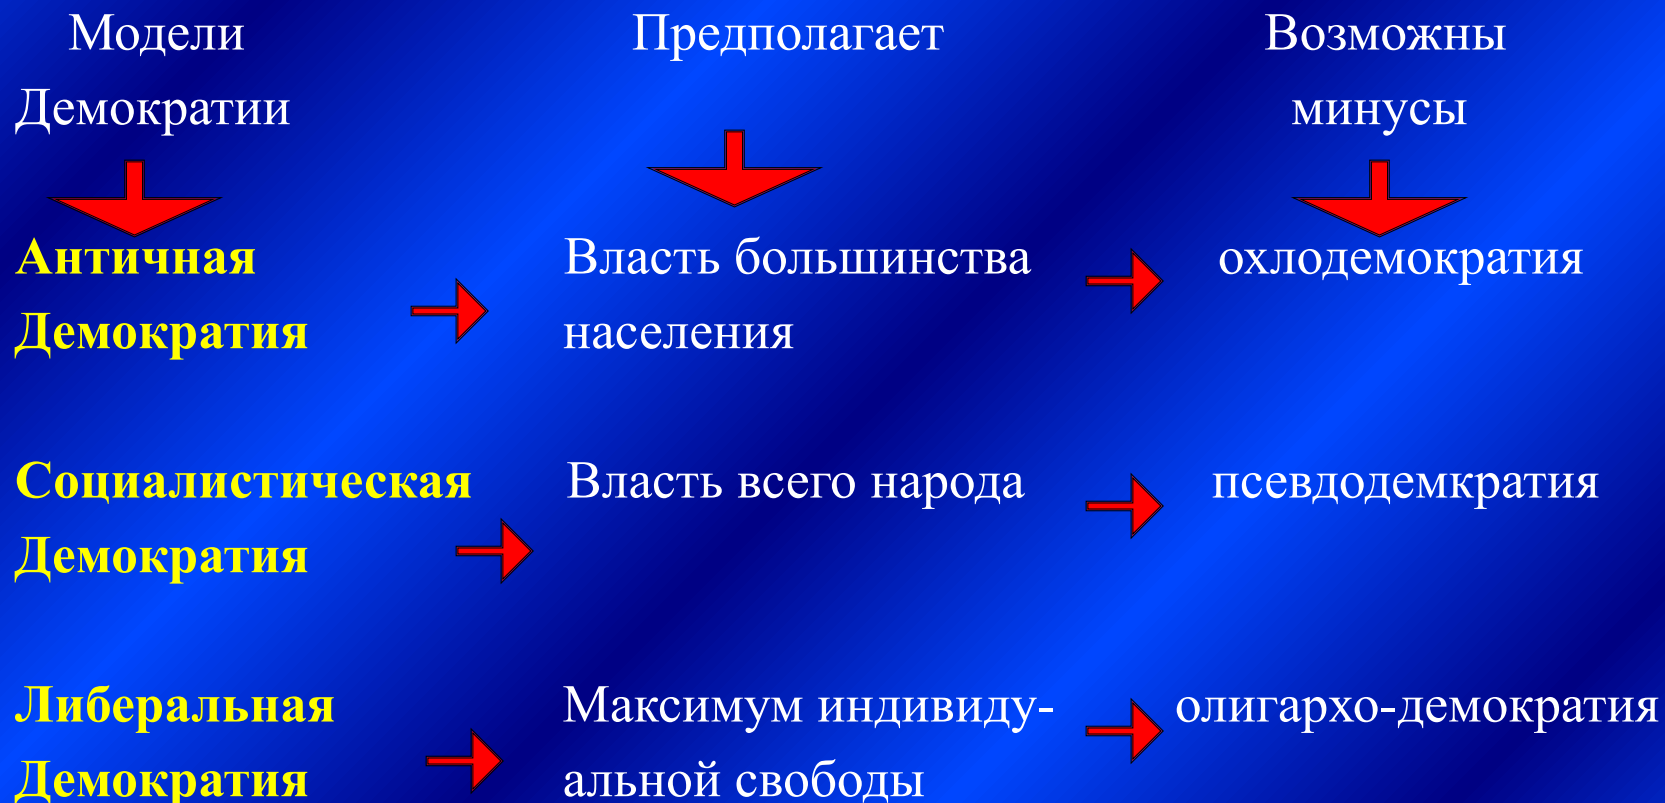 Модели Предполагает Возможны
Демократии минусы
Античная Власть большинства охлодемократия
Демократия населения
Социалистическая Власть всего народа псевдодемкратия
Демократия
Либеральная Максимум индивиду- олигархо-демократия
Демократия альной свободы